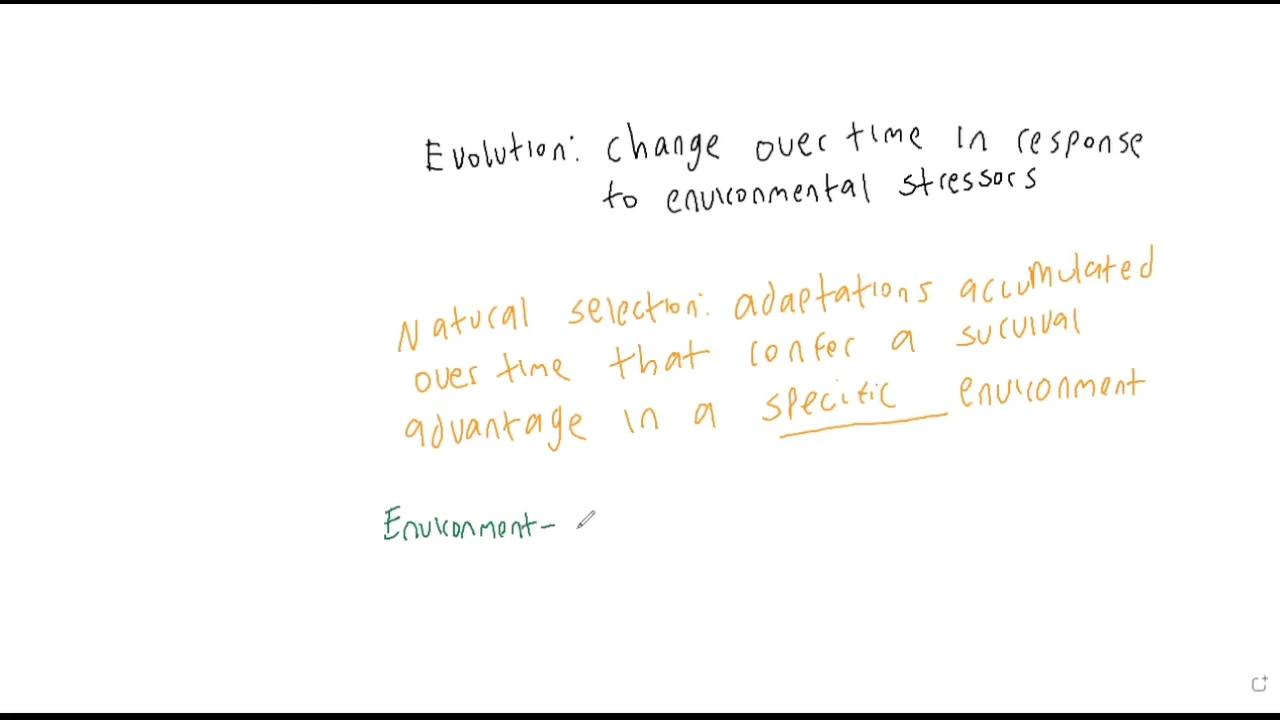 Evolution: change over time in response
to environmental stressors
Natural selection: adaptations accumulated
over time that confer a survival
advantage in a specific environment
Environment-